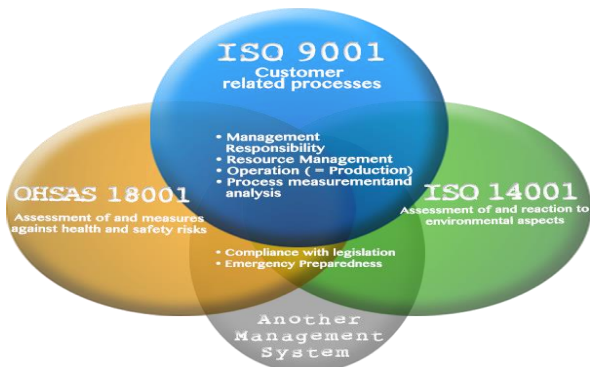 ISO 9001
Customer
related processes
• Management
Responsibility
• Resource Management
• Operation ( = Production)
• Process measurementand
analysis
OHSAS 18001
Assessment of and measures
against health and safety risks
ISO 14001
Assessment of and reaction to
environmental aspects
• Compliance with legislation
• Emergency Preparedness
Another
Management
System